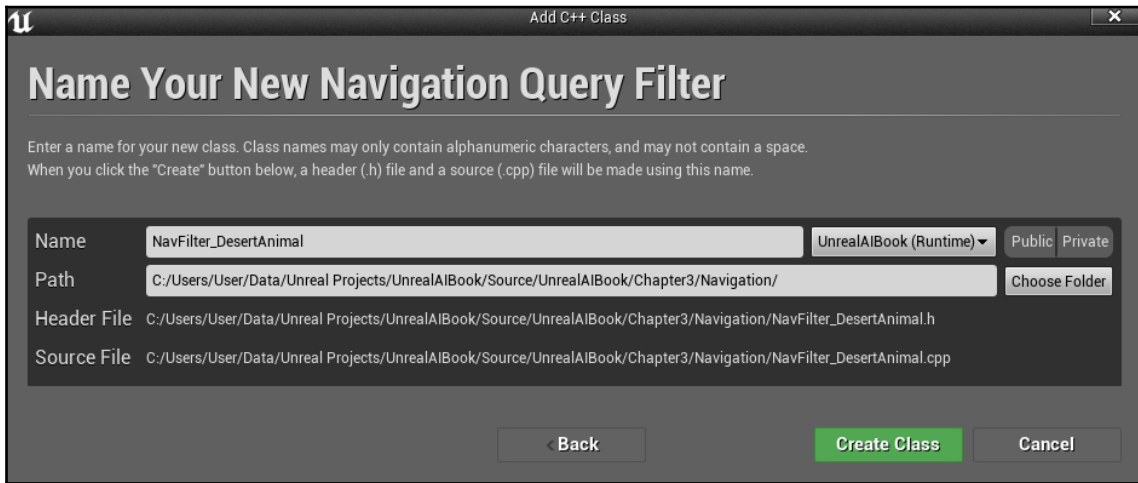 Add C++ Class
Name Your New Navigation Query Filter
Enter a name for your new class. Class names may only contain alphanumeric characters, and may not contain a space.
When you click the "Create" button below, a header (.h) file and a source (.cpp) file will be made using this name.
Name NavFilter_DesertAnimal UnrealAIBook (Runtime) Public Private
Path C:/Users/User/Data/Unreal Projects/UnrealAIBook/Source/UnrealAIBook/Chapter3/Navigation/ Choose Folder
Header File C:/Users/User/Data/Unreal Projects/UnrealAIBook/Source/UnrealAIBook/Chapter3/Navigation/NavFilter_DesertAnimal.h
Source File C:/Users/User/Data/Unreal Projects/UnrealAIBook/Source/UnrealAIBook/Chapter3/Navigation/NavFilter_DesertAnimal.cpp
Back Create Class Cancel